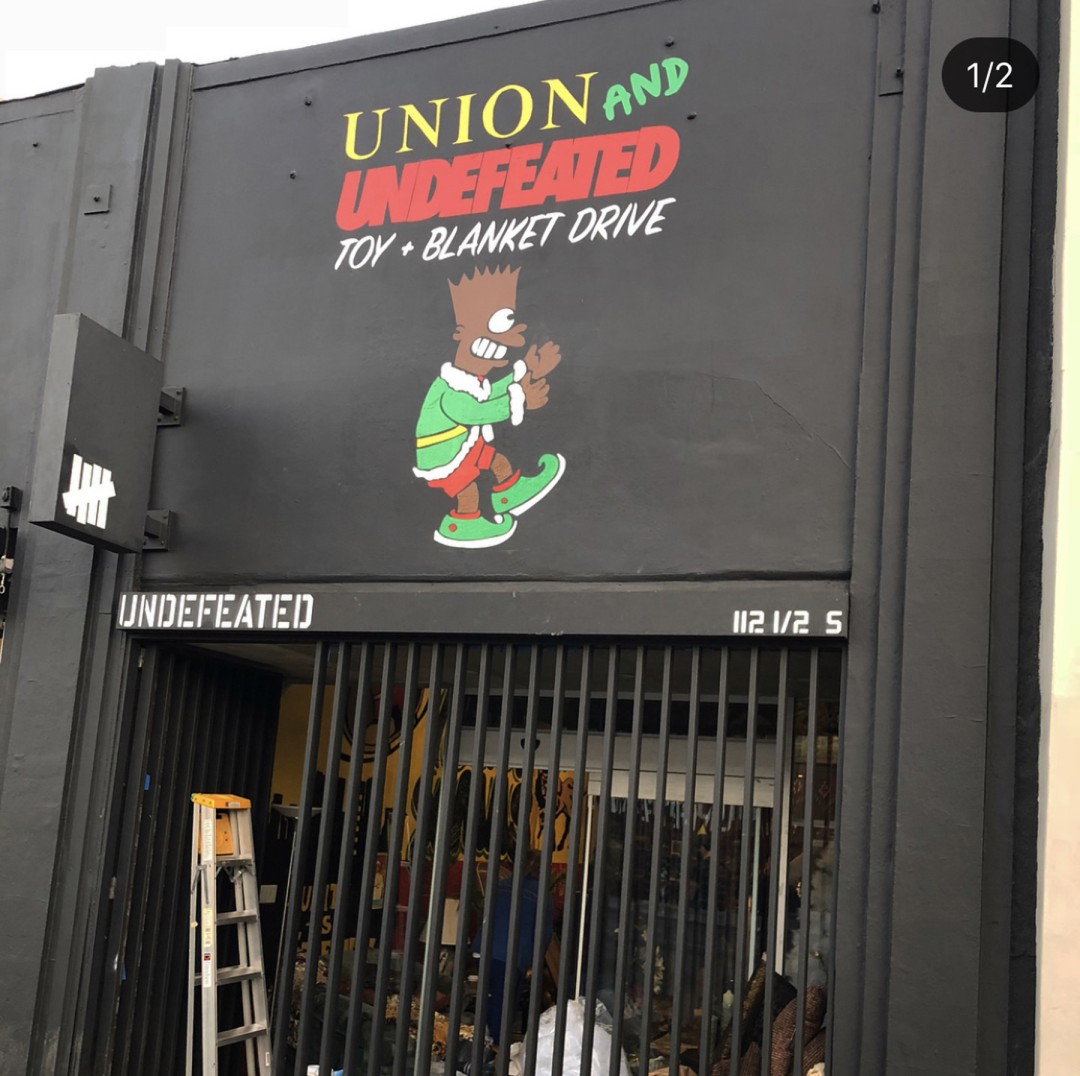 1/2
UNION AND
UNDEFEATED
TOY + BLANKET DRIVE
UNDEFEATED
112 1/2 S